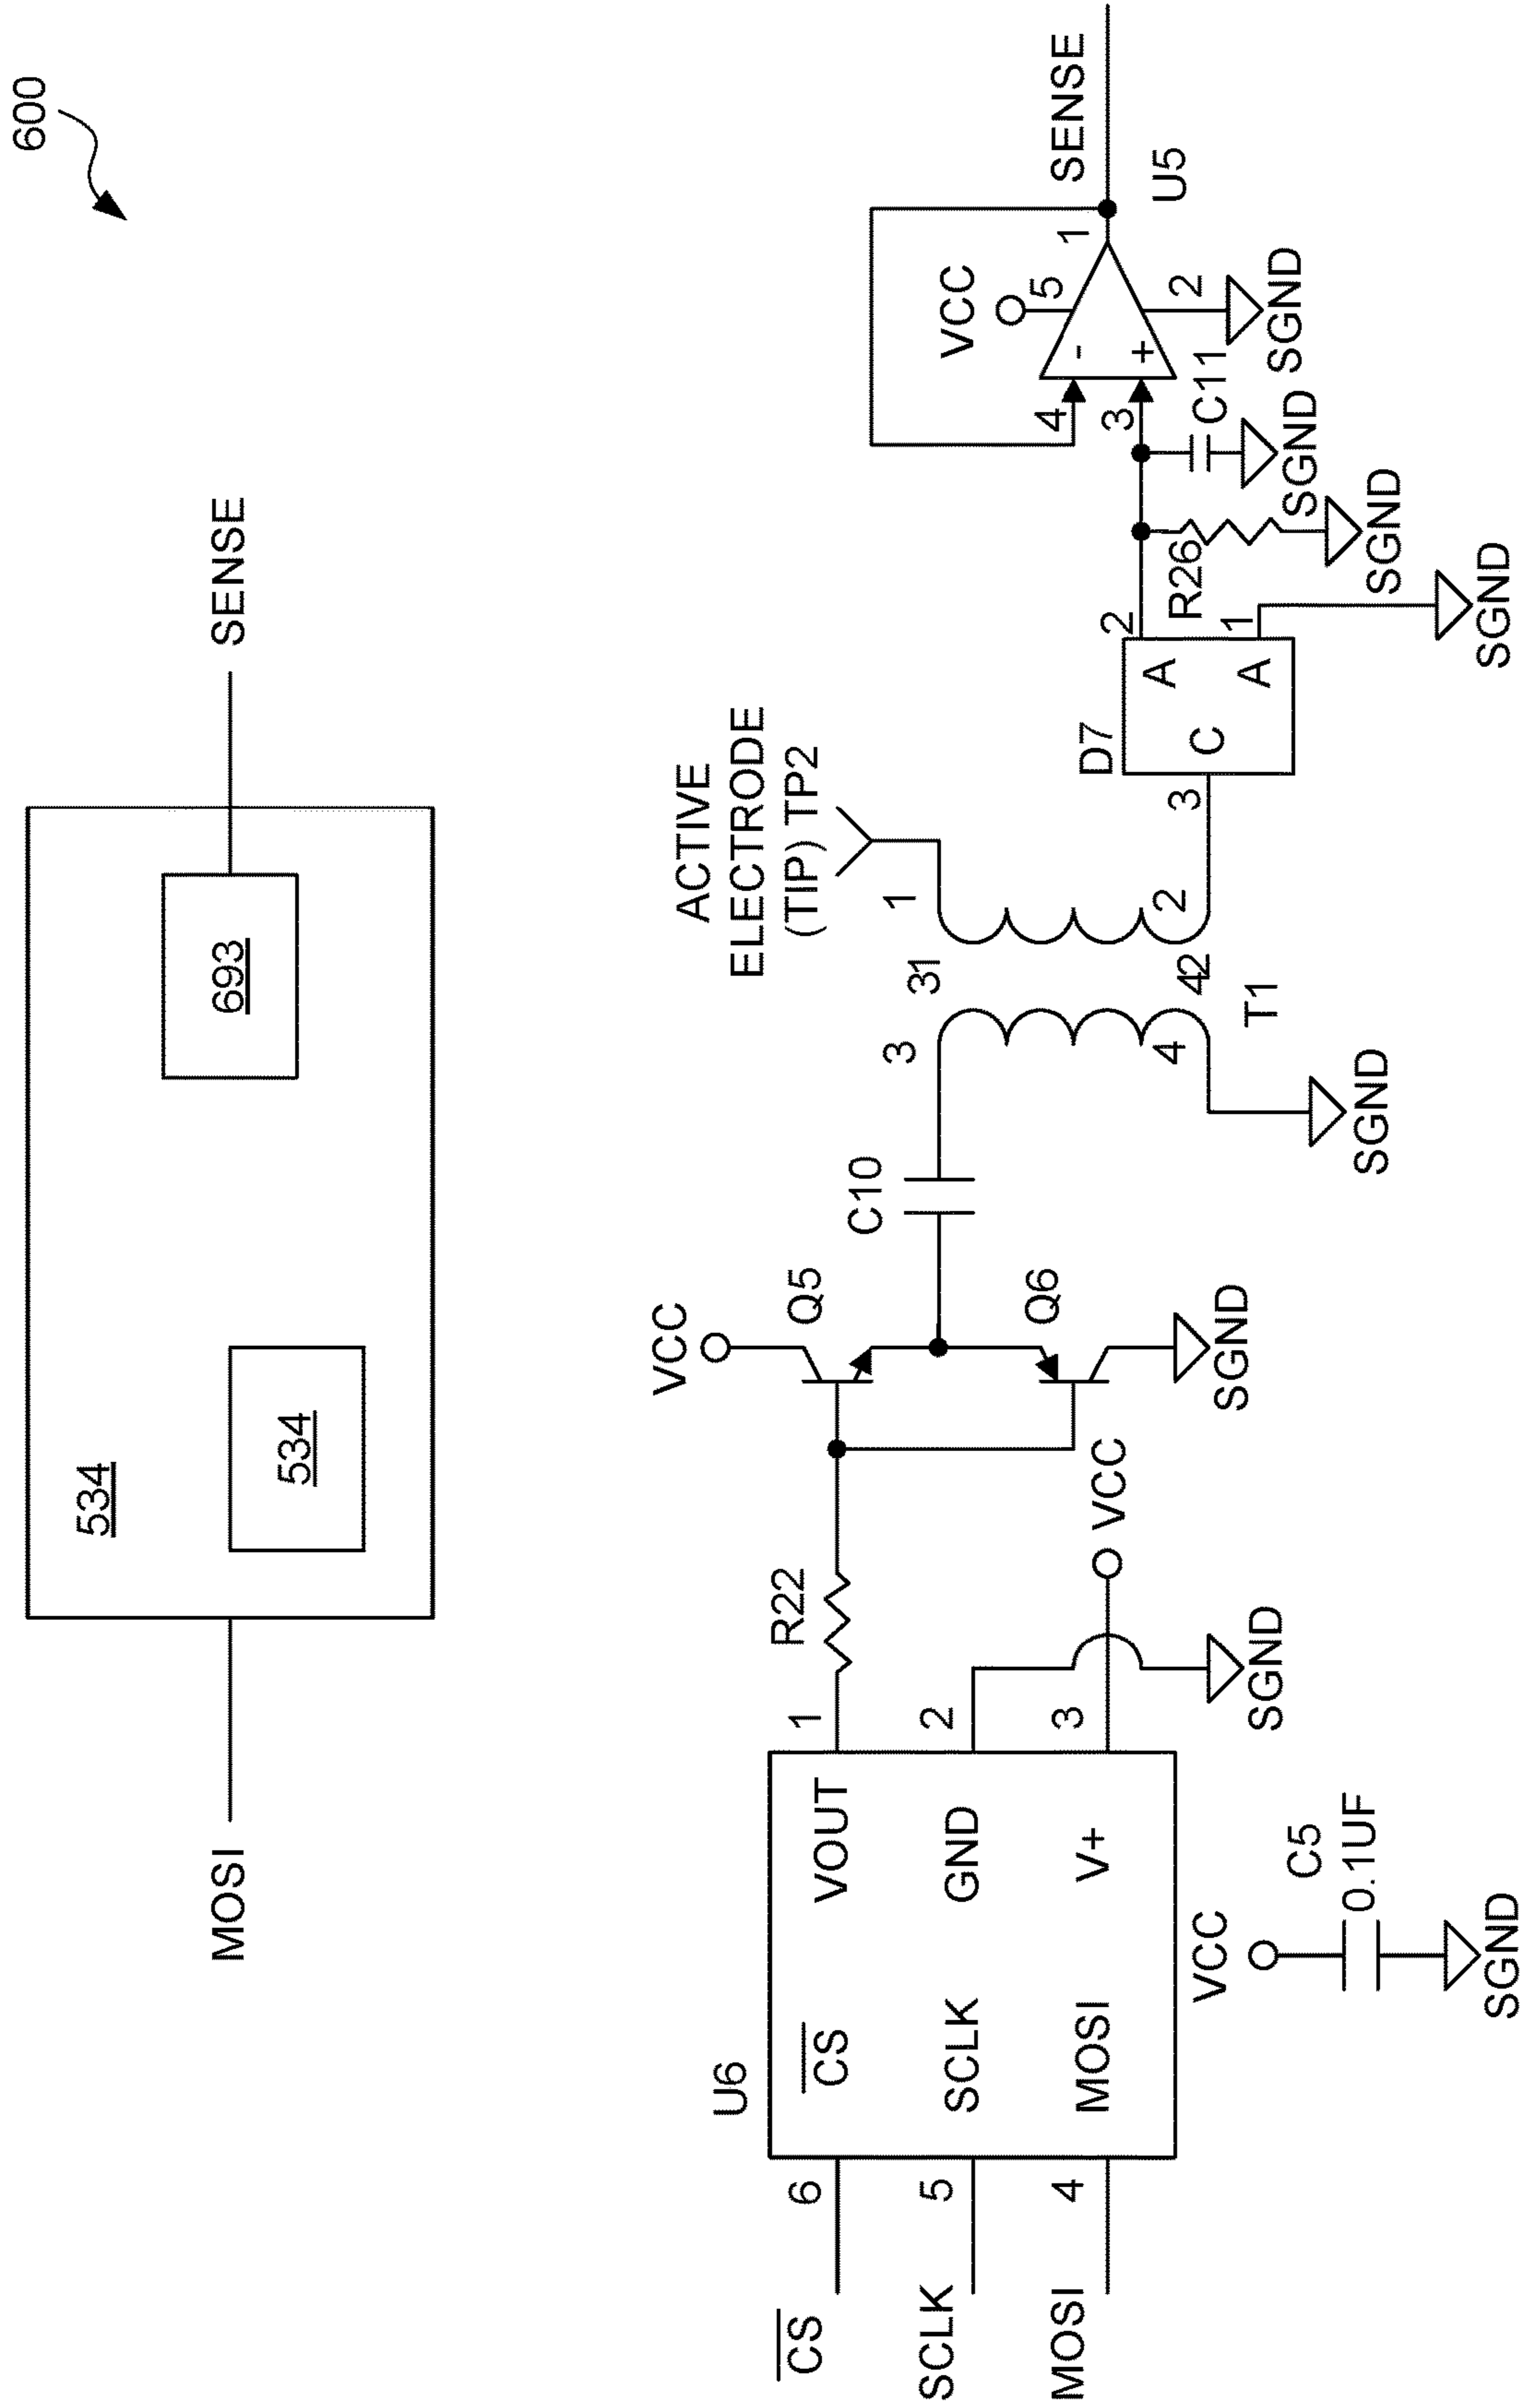 600
MOSI
534
534
693
SENSE
ACTIVE
ELECTRODE
(TIP) TP2
VCC
Q5
C10
3
31
1
R22
Q6
SGND
4
42
2
T1
SGND
D7
3
C
A
A
2
1
SGND
R26
SGND
C11
SGND
4
3
-
+
VCC
5
2
SGND
1
U5
SENSE
U6
CS
6
CS
VOUT
1
SCLK
5
SCLK
GND
2
MOSI
4
MOSI
V+
3
VCC
SGND
VCC
C5
0.1UF
SGND